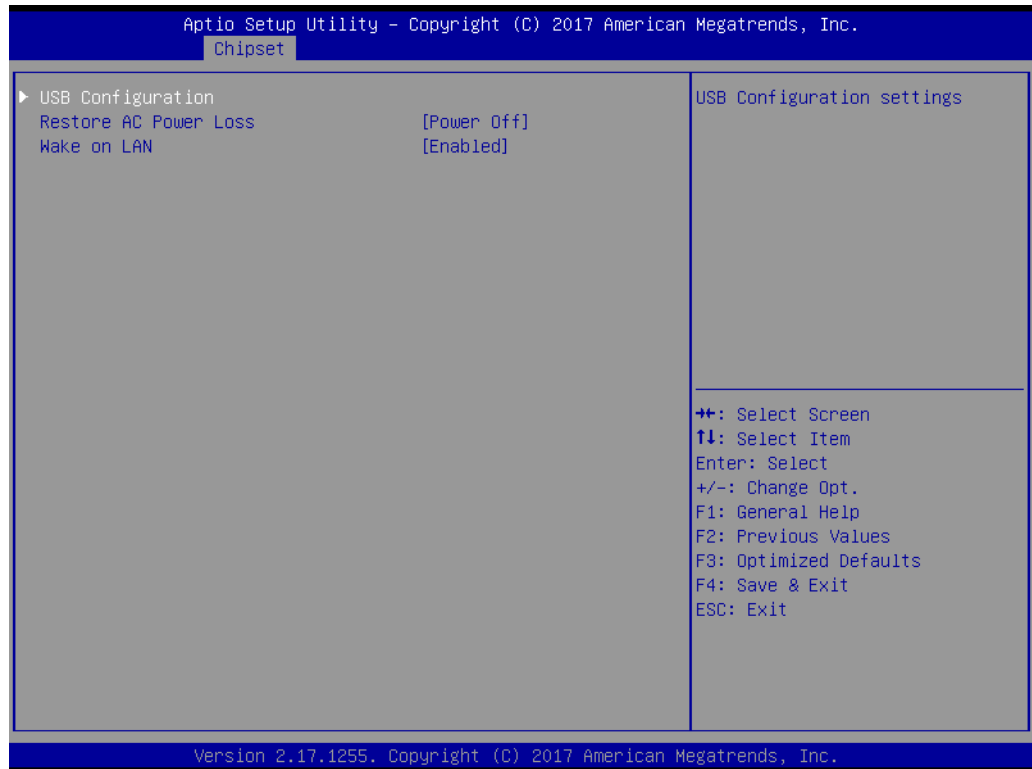 Aptio Setup Utility – Copyright (C) 2017 American Megatrends, Inc.
Chipset
▶ USB Configuration
Restore AC Power Loss [Power Off]
Wake on LAN [Enabled]
USB Configuration settings
→←: Select Screen
↑↓: Select Item
Enter: Select
+/-: Change Opt.
F1: General Help
F2: Previous Values
F3: Optimized Defaults
F4: Save & Exit
ESC: Exit
Version 2.17.1255. Copyright (C) 2017 American Megatrends, Inc.